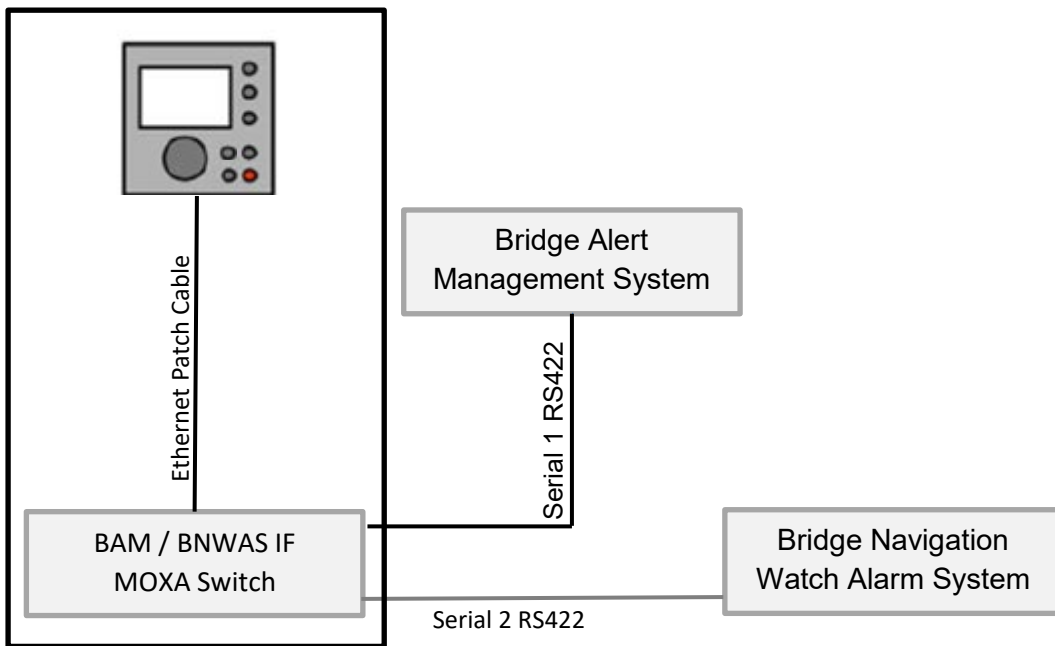 Bridge Alert
Management System
Ethernet Patch Cable
Serial 1 RS422
BAM / BNWAS IF
MOXA Switch
Bridge Navigation
Watch Alarm System
Serial 2 RS422